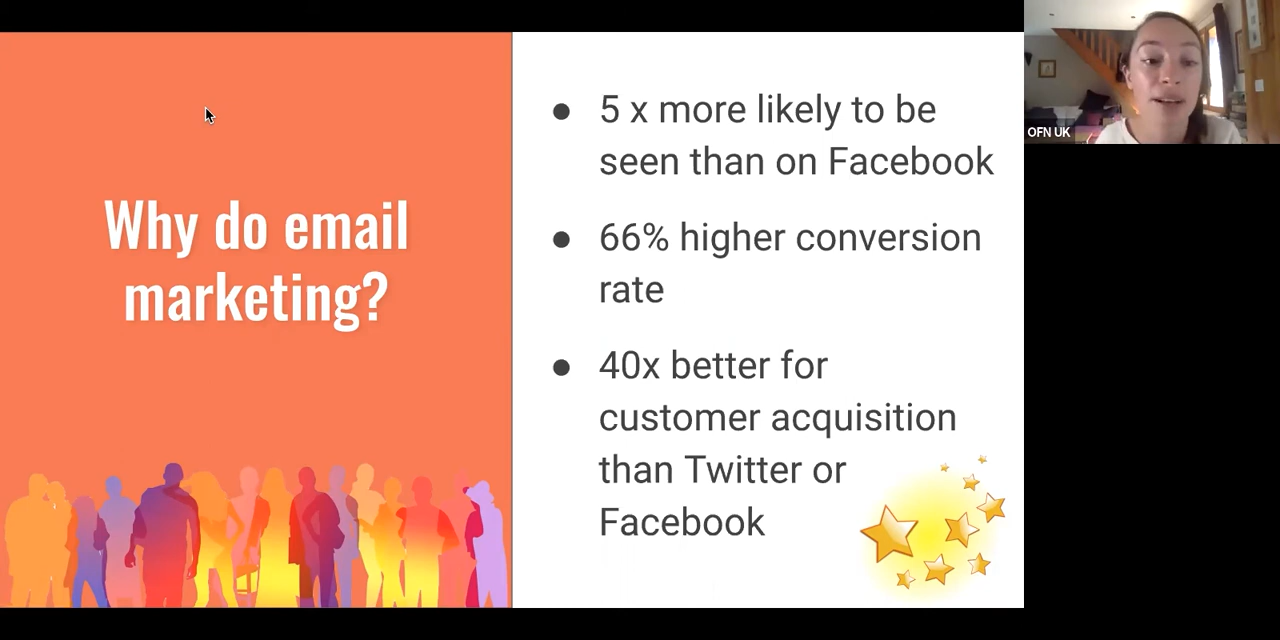 Why do email
marketing?
● 5 x more likely to be
seen than on Facebook
● 66% higher conversion
rate
● 40x better for
customer acquisition
than Twitter or
Facebook
OFN UK